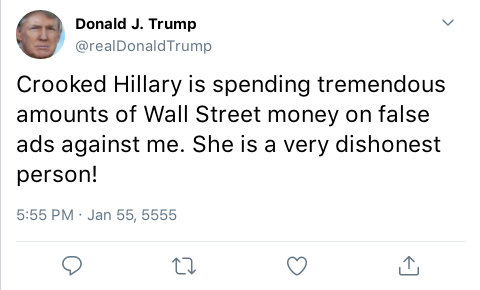 Donald J. Trump
@realDonaldTrump
Crooked Hillary is spending tremendous
amounts of Wall Street money on false
ads against me. She is a very dishonest
person!
5:55 PM · Jan 55, 5555